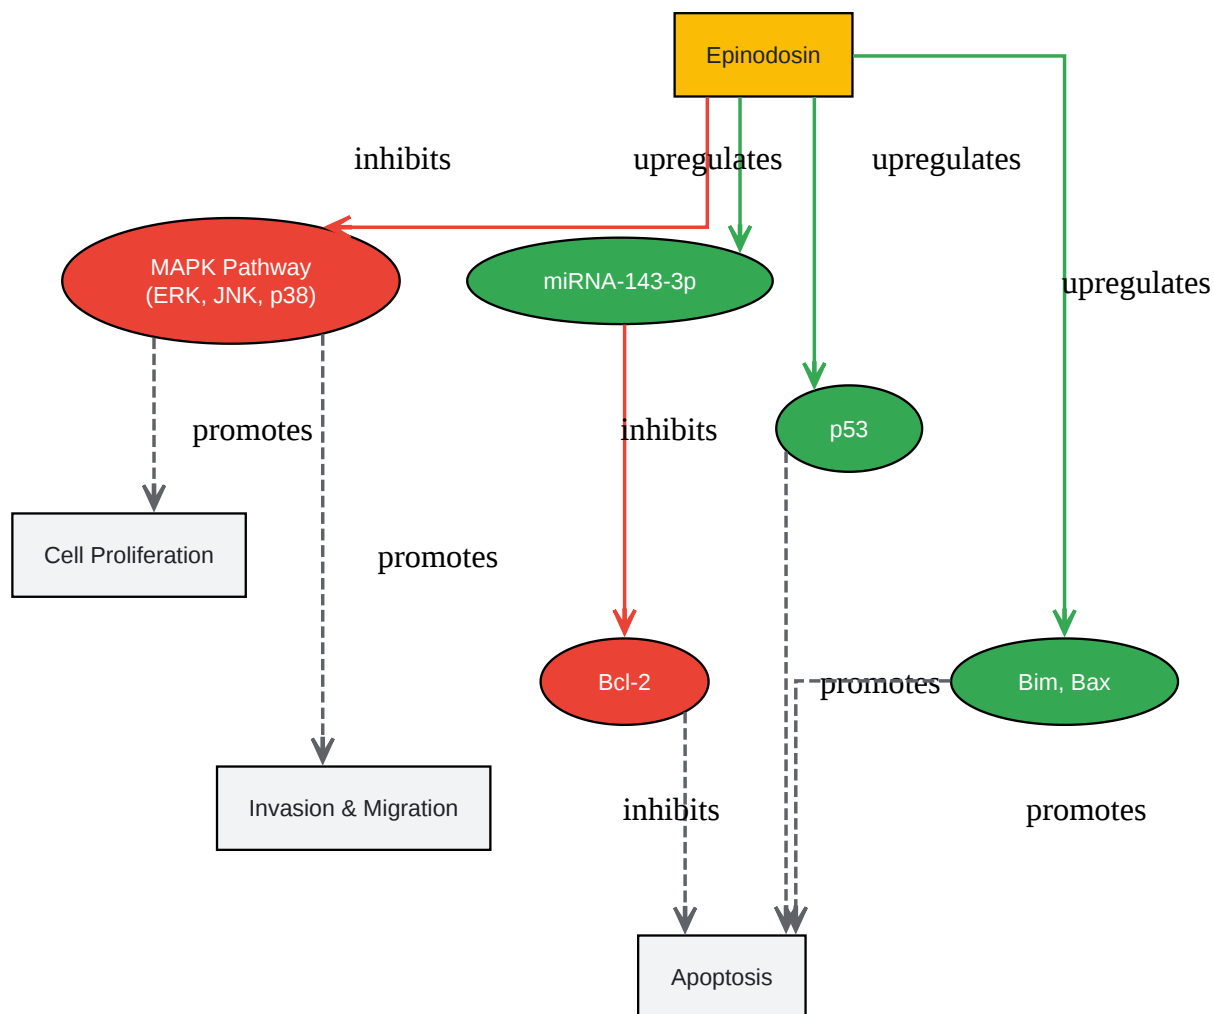 Epinodosin
inhibits
upregulates
upregulates
MAPK Pathway
(ERK, JNK, p38)
miRNA-143-3p
upregulates
promotes
inhibits
p53
Cell Proliferation
promotes
Bcl-2
promotes
Bim, Bax
Invasion & Migration
inhibits
promotes
Apoptosis